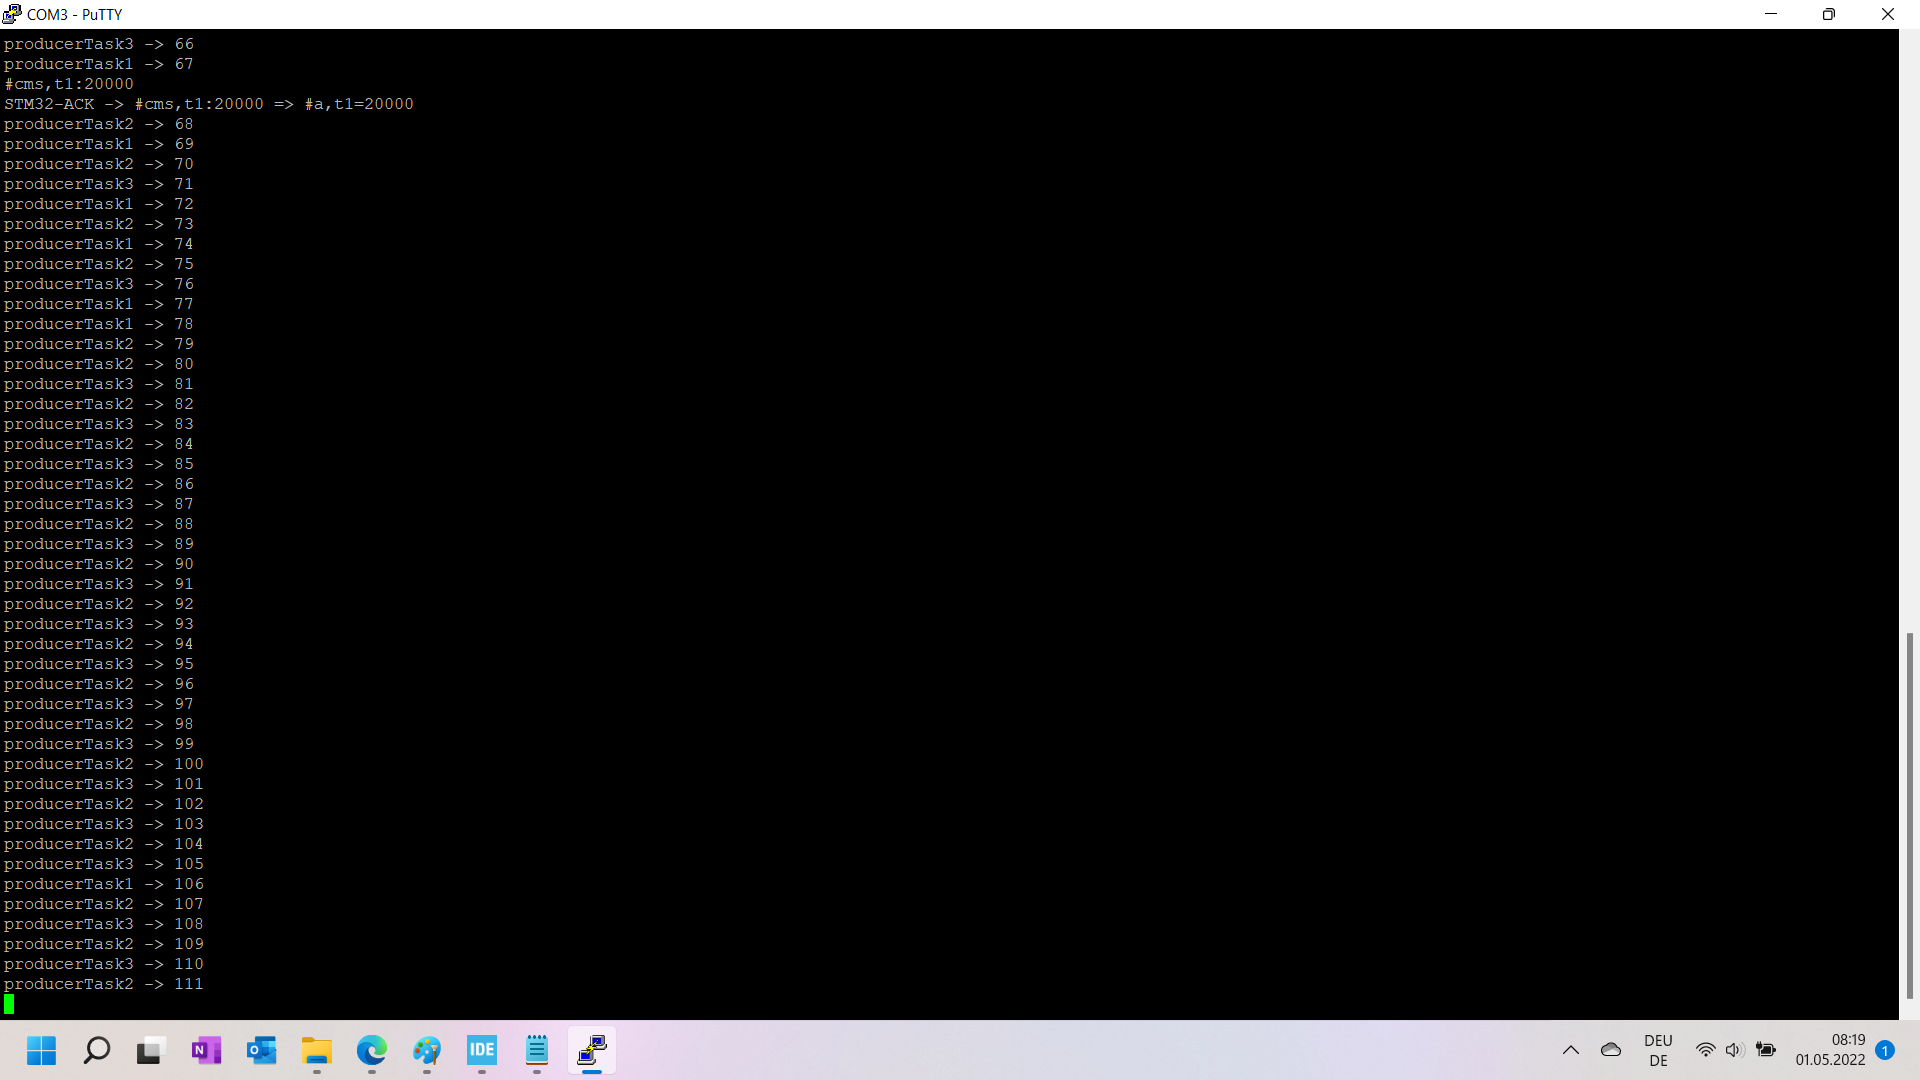 COM3 - PuTTY
producerTask3 -> 66
producerTask1 -> 67
#cms,t1:20000
STM32-ACK -> #cms,t1:20000 => #a,t1=20000
producerTask2 -> 68
producerTask1 -> 69
producerTask2 -> 70
producerTask3 -> 71
producerTask1 -> 72
producerTask2 -> 73
producerTask1 -> 74
producerTask2 -> 75
producerTask3 -> 76
producerTask1 -> 77
producerTask1 -> 78
producerTask2 -> 79
producerTask2 -> 80
producerTask3 -> 81
producerTask2 -> 82
producerTask3 -> 83
producerTask2 -> 84
producerTask3 -> 85
producerTask2 -> 86
producerTask3 -> 87
producerTask2 -> 88
producerTask3 -> 89
producerTask2 -> 90
producerTask3 -> 91
producerTask2 -> 92
producerTask3 -> 93
producerTask2 -> 94
producerTask3 -> 95
producerTask2 -> 96
producerTask3 -> 97
producerTask2 -> 98
producerTask3 -> 99
producerTask2 -> 100
producerTask3 -> 101
producerTask2 -> 102
producerTask3 -> 103
producerTask2 -> 104
producerTask3 -> 105
producerTask1 -> 106
producerTask2 -> 107
producerTask3 -> 108
producerTask2 -> 109
producerTask3 -> 110
producerTask2 -> 111
N
O
IDE
DEU
DE
08:19
01.05.2022
1